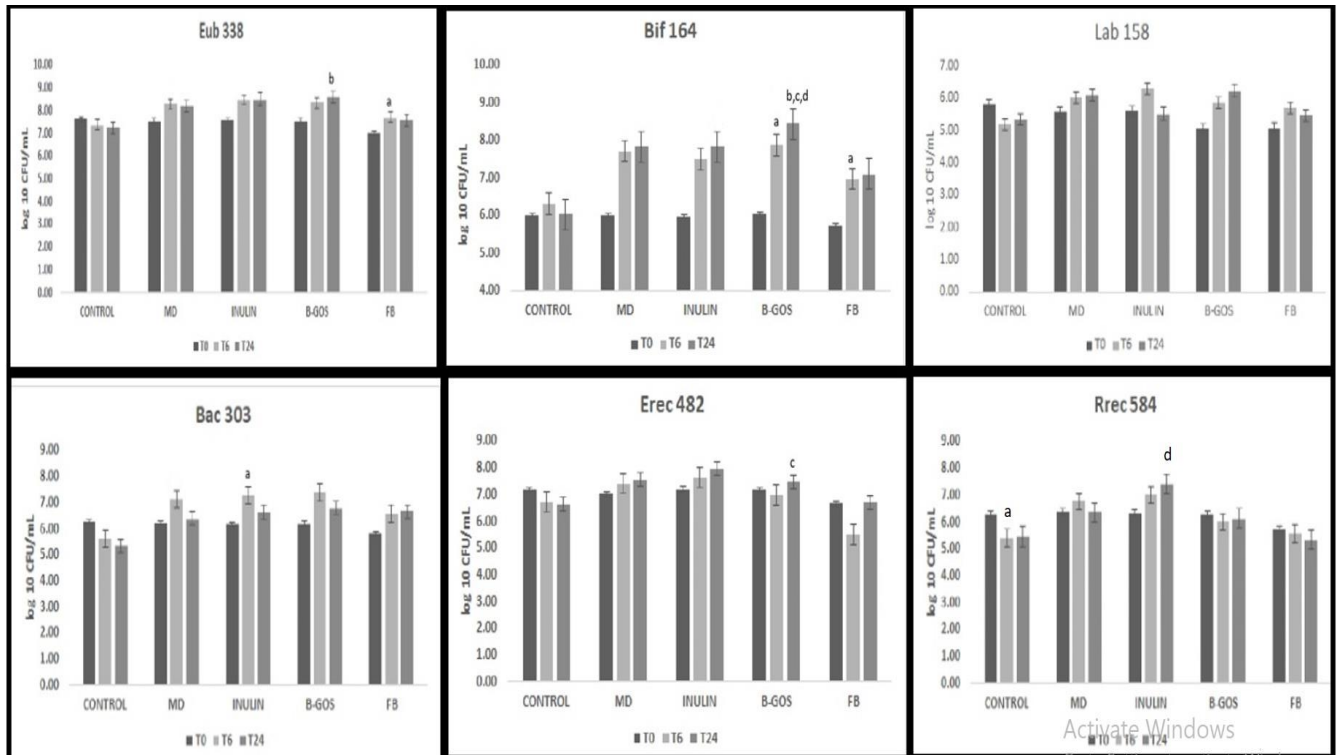 Eub 338
10.00
9.00
8.00
7.00
6.00
5.00
4.00
3.00
2.00
1.00
0.00
log 10 CFU/mL
b
a
CONTROL MD INULIN B-GOS FB
T0 T6 T24
Bif 164
10.00
9.00
8.00
7.00
6.00
5.00
4.00
log 10 CFU/mL
b,c,d
a
a
CONTROL MD INULIN B-GOS FB
T0 T6 T24
Lab 158
7.00
6.00
5.00
4.00
3.00
2.00
1.00
0.00
log 10 CFU/mL
CONTROL MD INULIN B-GOS FB
T0 T6 T24
Bac 303
9.00
8.00
7.00
6.00
5.00
4.00
3.00
2.00
1.00
0.00
log 10 CFU/mL
a
CONTROL MD INULIN B-GOS FB
T0 T6 T24
Erec 482
9.00
8.00
7.00
6.00
5.00
4.00
3.00
2.00
1.00
0.00
log 10 CFU/mL
c
CONTROL MD INULIN B-GOS FB
T0 T6 T24
Rrec 584
9.00
8.00
7.00
6.00
5.00
4.00
3.00
2.00
1.00
0.00
log 10 CFU/mL
d
a
CONTROL MD INULIN B-GOS FB
T0 T6 T24
Activate Windows